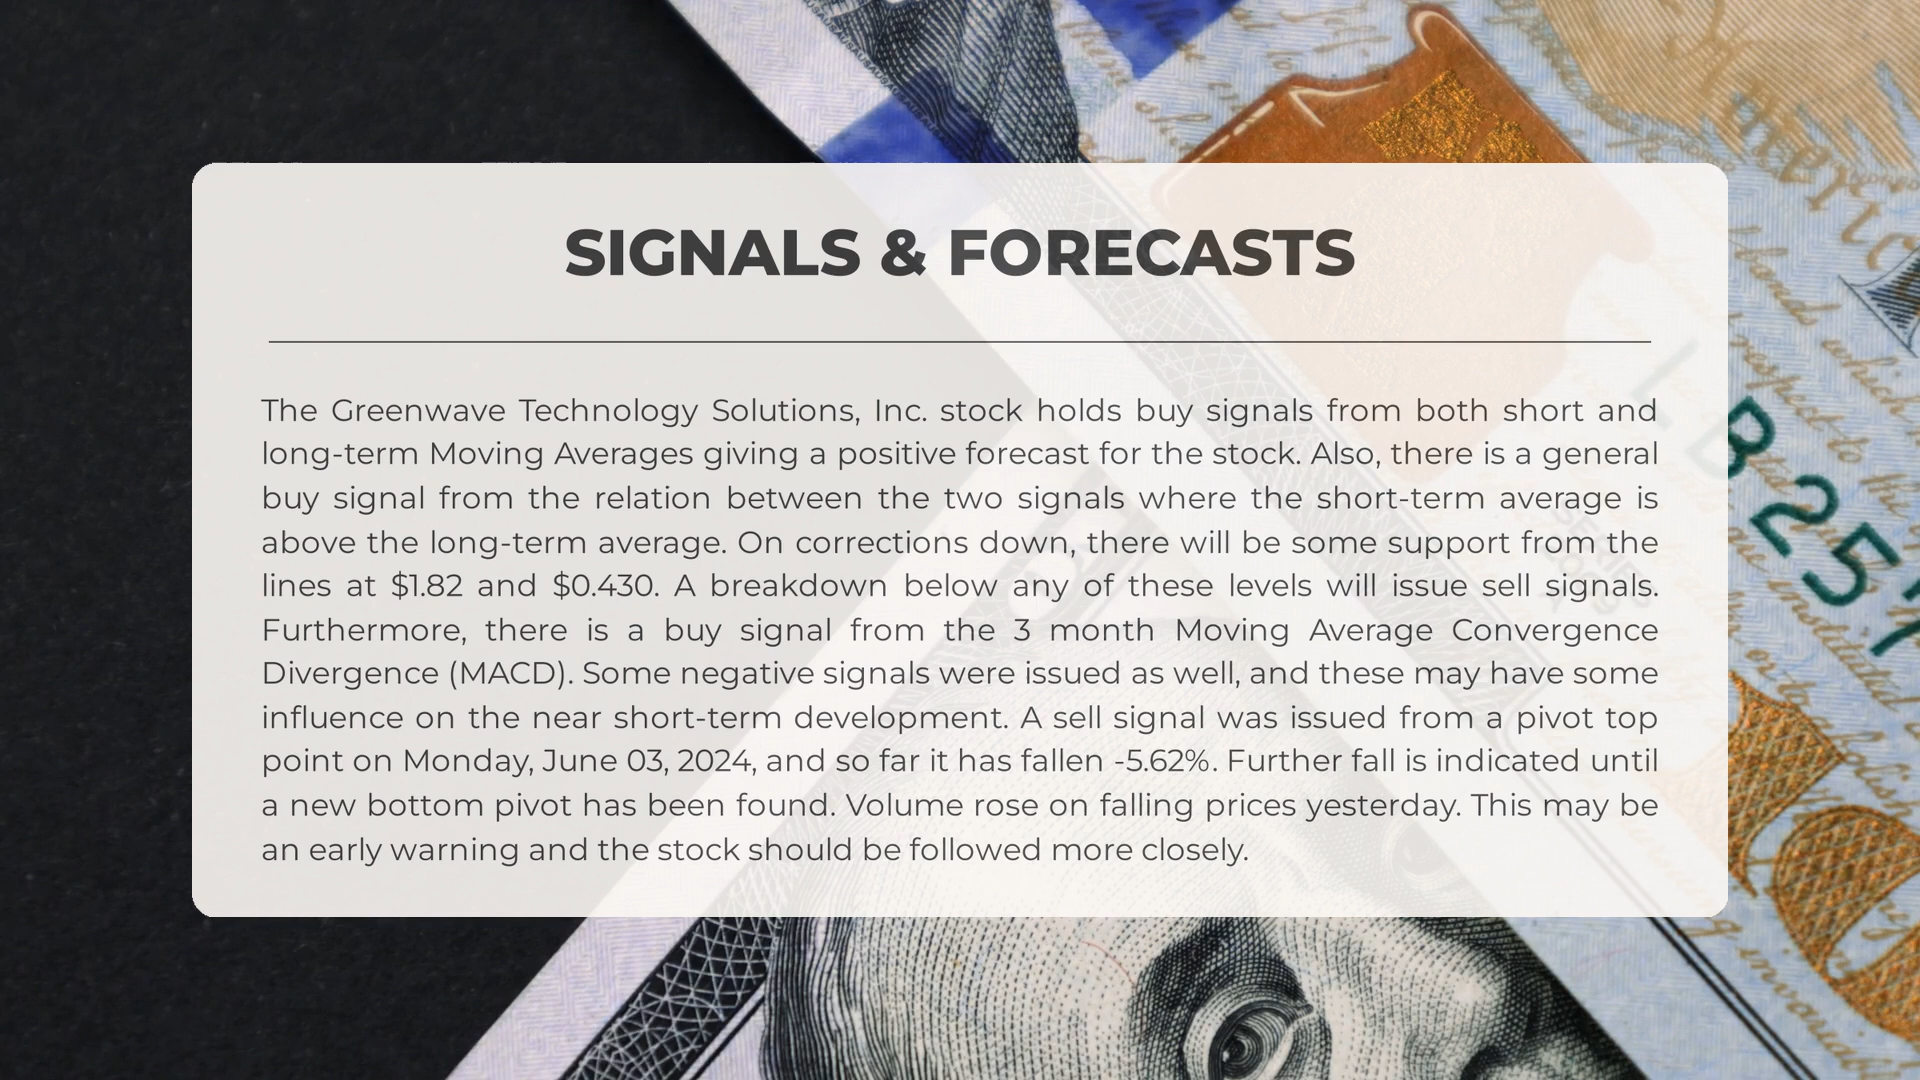 SIGNALS & FORECASTS
The Greenwave Technology Solutions, Inc. stock holds buy signals from both short and
long-term Moving Averages giving a positive forecast for the stock. Also, there is a general
buy signal from the relation between the two signals where the short-term average is
above the long-term average. On corrections down, there will be some support from the
lines at $1.82 and $0.430. A breakdown below any of these levels will issue sell signals.
Furthermore, there is a buy signal from the 3 month Moving Average Convergence
Divergence (MACD). Some negative signals were issued as well, and these may have some
influence on the near short-term development. A sell signal was issued from a pivot top
point on Monday, June 03, 2024, and so far it has fallen -5.62%. Further fall is indicated until
a new bottom pivot has been found. Volume rose on falling prices yesterday. This may be
an early warning and the stock should be followed more closely.